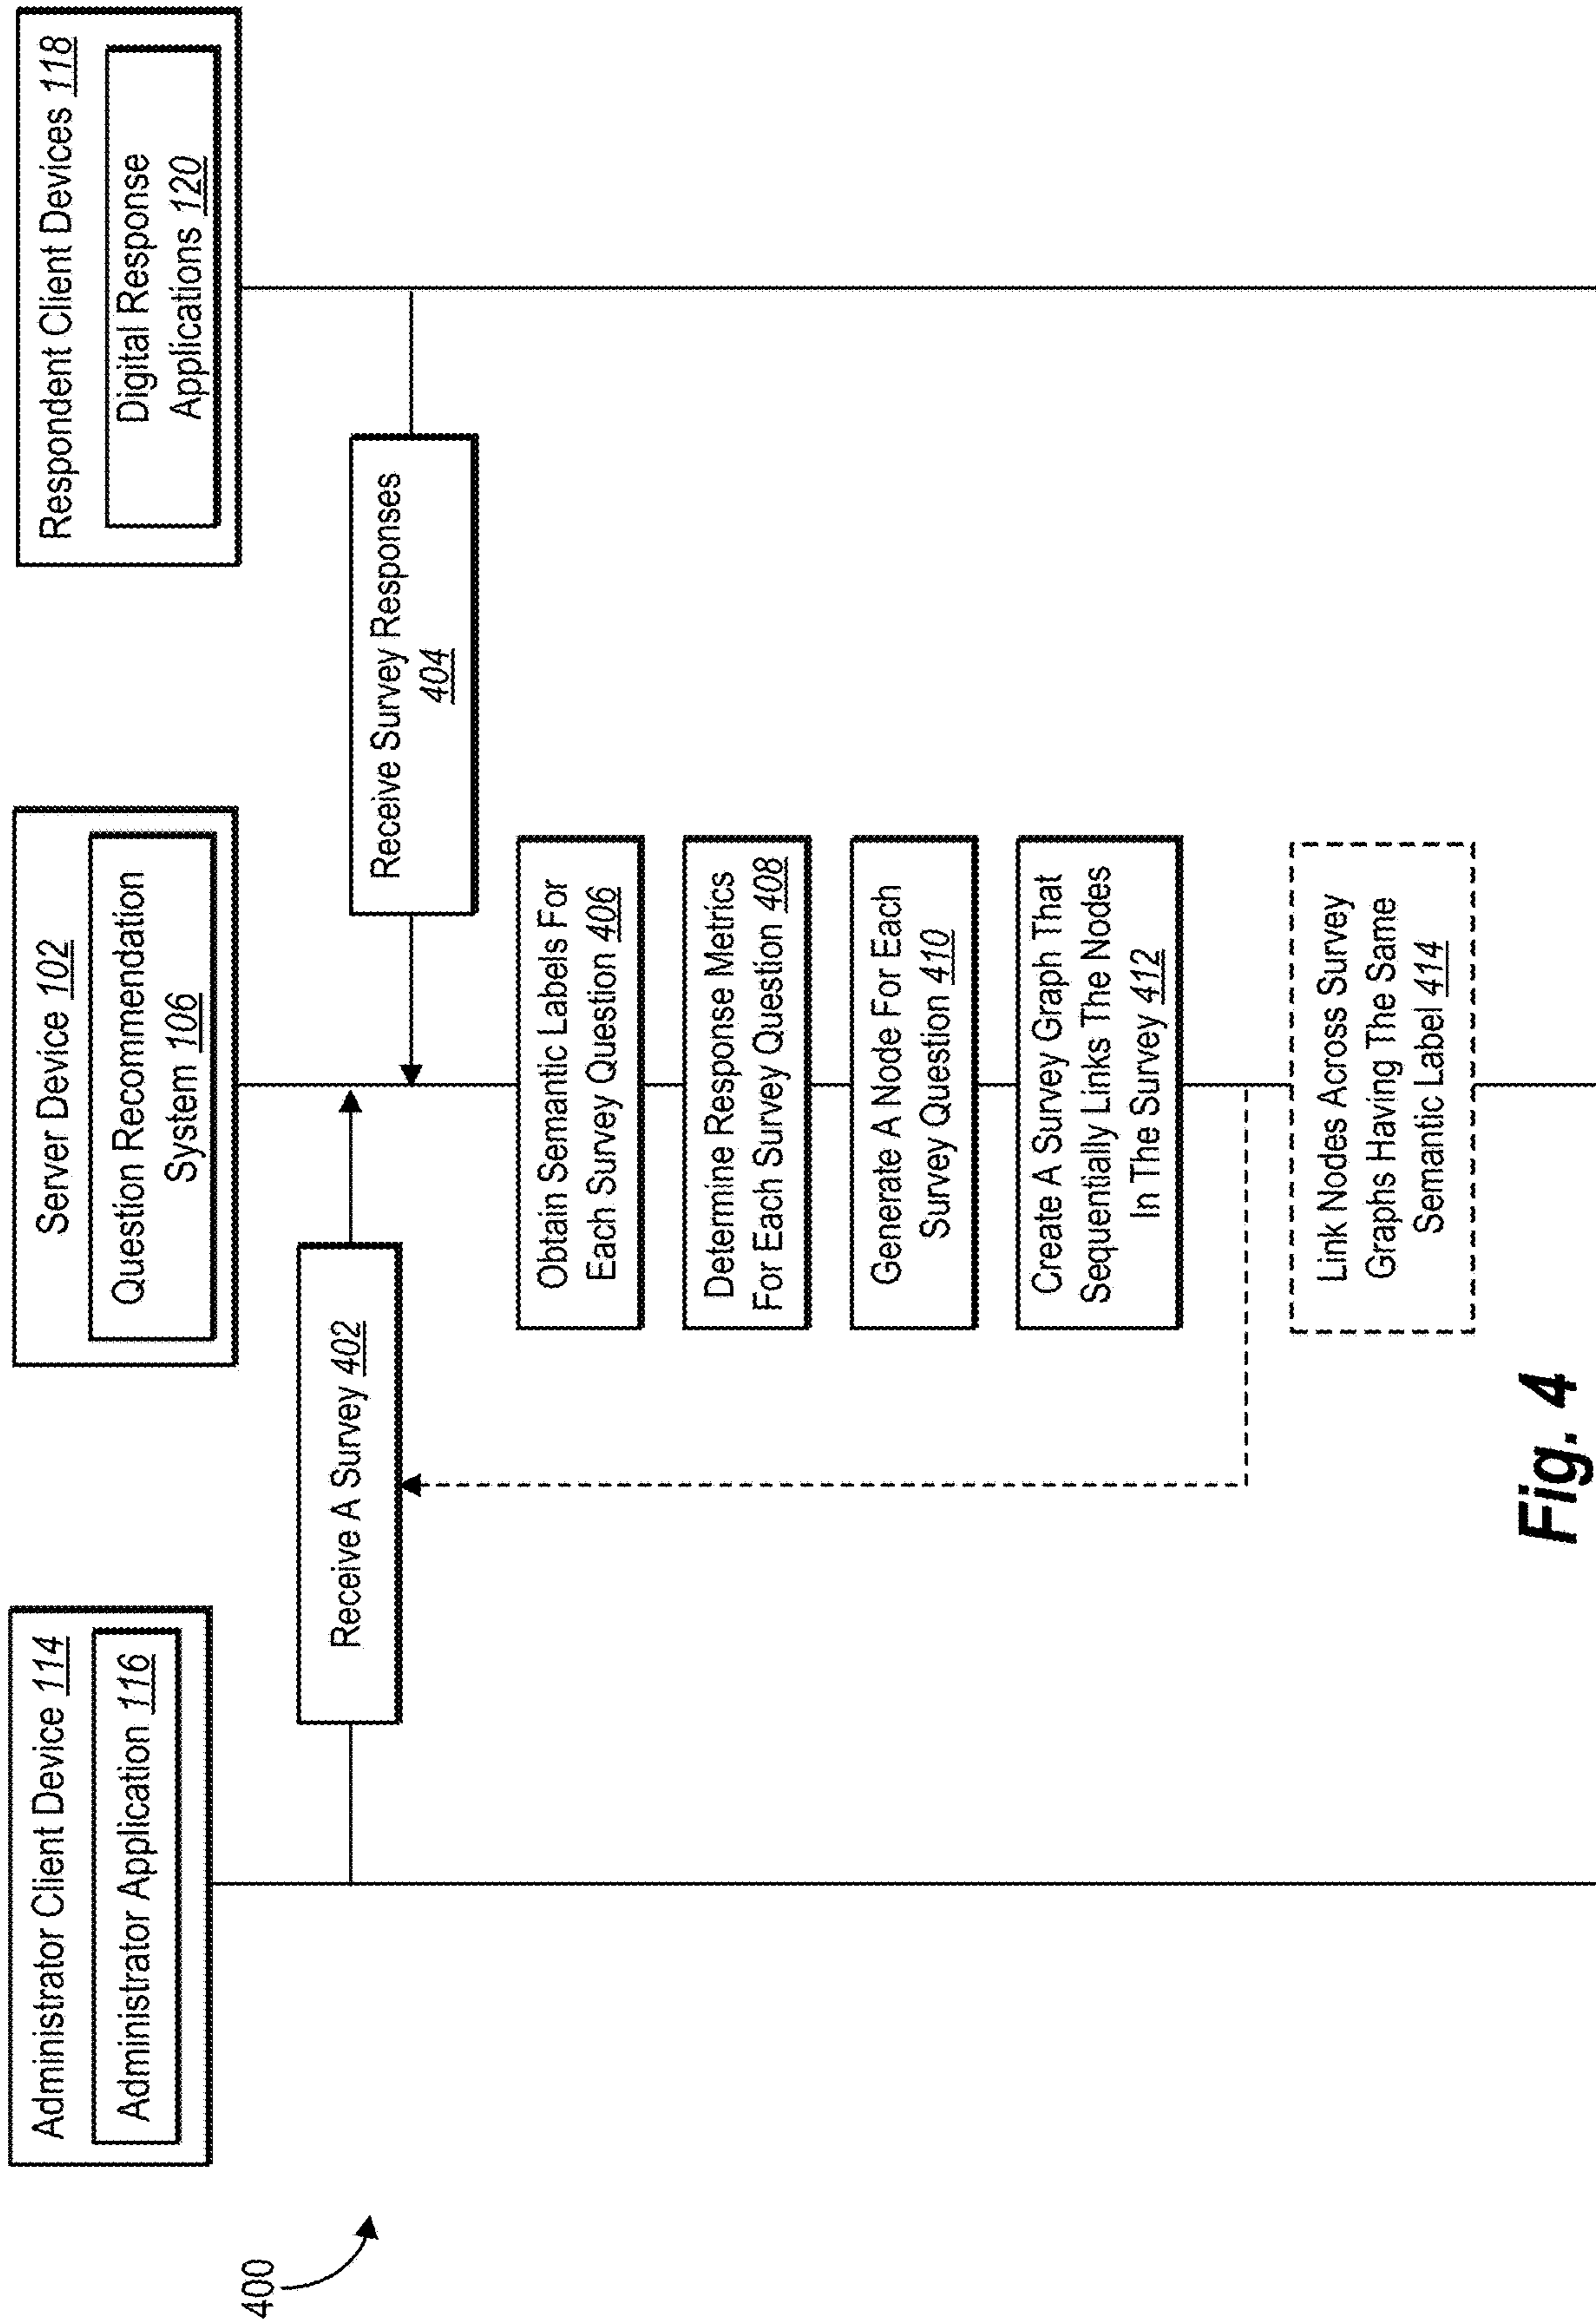 400
Administrator Client Device 114
Administrator Application 116
Server Device 102
Question Recommendation
System 106
Respondent Client Devices 118
Digital Response
Applications 120
Receive A Survey 402
Receive Survey Responses
404
Obtain Semantic Labels For
Each Survey Question 406
Determine Response Metrics
For Each Survey Question 408
Generate A Node For Each
Survey Question 410
Create A Survey Graph That
Sequentially Links The Nodes
In The Survey 412
Link Nodes Across Survey
Graphs Having The Same
Semantic Label 414
Fig. 4